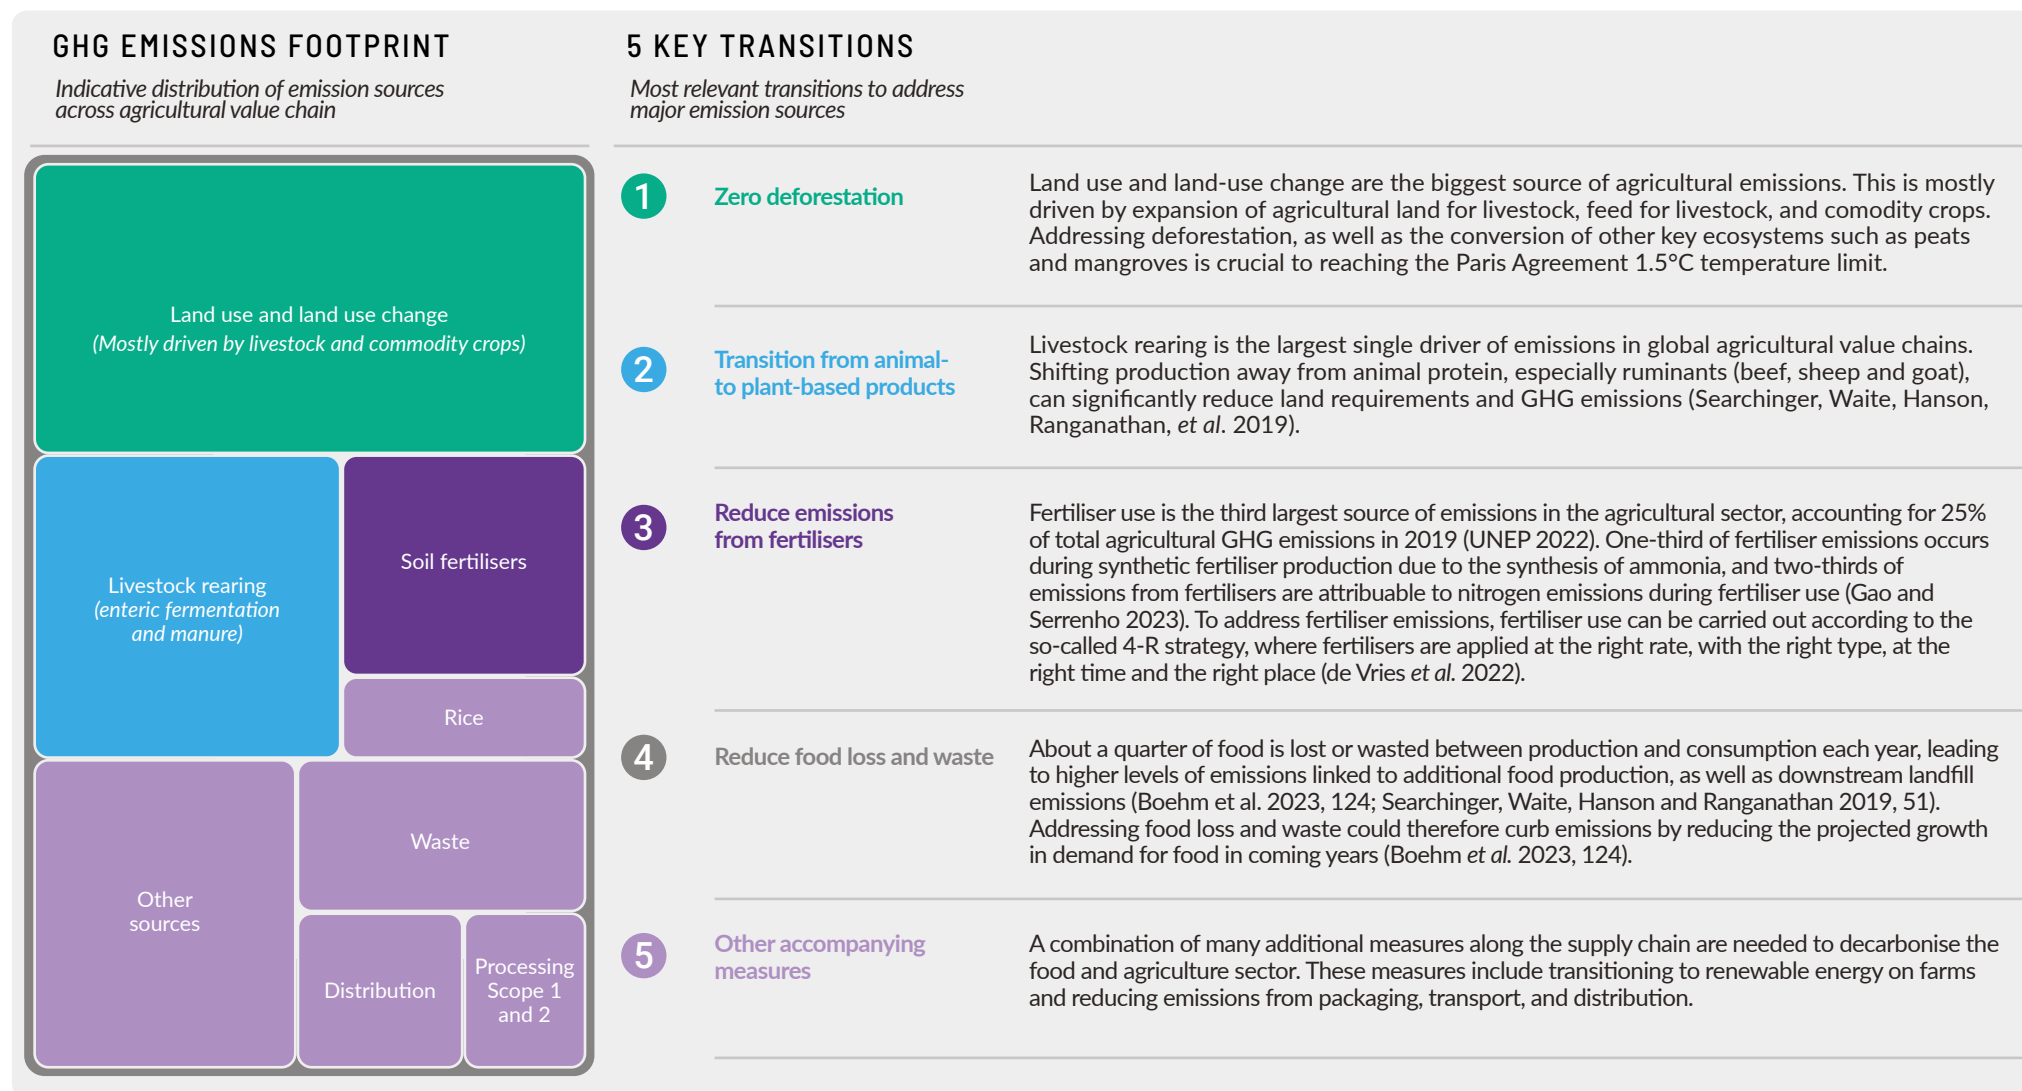 GHG EMISSIONS FOOTPRINT
Indicative distribution of emission sources
across agricultural value chain
Land use and land use change
(Mostly driven by livestock and commodity crops)
Livestock rearing
(enteric fermentation
and manure)
Soil fertilisers
Rice
Other
sources
Waste
Distribution
Processing
Scope 1
and 2
5 KEY TRANSITIONS
Most relevant transitions to address
major emission sources
1
Zero deforestation
Land use and land-use change are the biggest source of agricultural emissions. This is mostly
driven by expansion of agricultural land for livestock, feed for livestock, and comodity crops.
Addressing deforestation, as well as the conversion of other key ecosystems such as peats
and mangroves is crucial to reaching the Paris Agreement 1.5°C temperature limit.
2
Transition from animal-
to plant-based products
Livestock rearing is the largest single driver of emissions in global agricultural value chains.
Shifting production away from animal protein, especially ruminants (beef, sheep and goat),
can significantly reduce land requirements and GHG emissions (Searchinger, Waite, Hanson,
Ranganathan, et al. 2019).
3
Reduce emissions
from fertilisers
Fertiliser use is the third largest source of emissions in the agricultural sector, accounting for 25%
of total agricultural GHG emissions in 2019 (UNEP 2022). One-third of fertiliser emissions occurs
during synthetic fertiliser production due to the synthesis of ammonia, and two-thirds of
emissions from fertilisers are attribuable to nitrogen emissions during fertiliser use (Gao and
Serrenho 2023). To address fertiliser emissions, fertiliser use can be carried out according to the
so-called 4-R strategy, where fertilisers are applied at the right rate, with the right type, at the
right time and the right place (de Vries et al. 2022).
4
Reduce food loss and waste
About a quarter of food is lost or wasted between production and consumption each year, leading
to higher levels of emissions linked to additional food production, as well as downstream landfill
emissions (Boehm et al. 2023, 124; Searchinger, Waite, Hanson and Ranganathan 2019, 51).
Addressing food loss and waste could therefore curb emissions by reducing the projected growth
in demand for food in coming years (Boehm et al. 2023, 124).
5
Other accompanying
measures
A combination of many additional measures along the supply chain are needed to decarbonise the
food and agriculture sector. These measures include transitioning to renewable energy on farms
and reducing emissions from packaging, transport, and distribution.